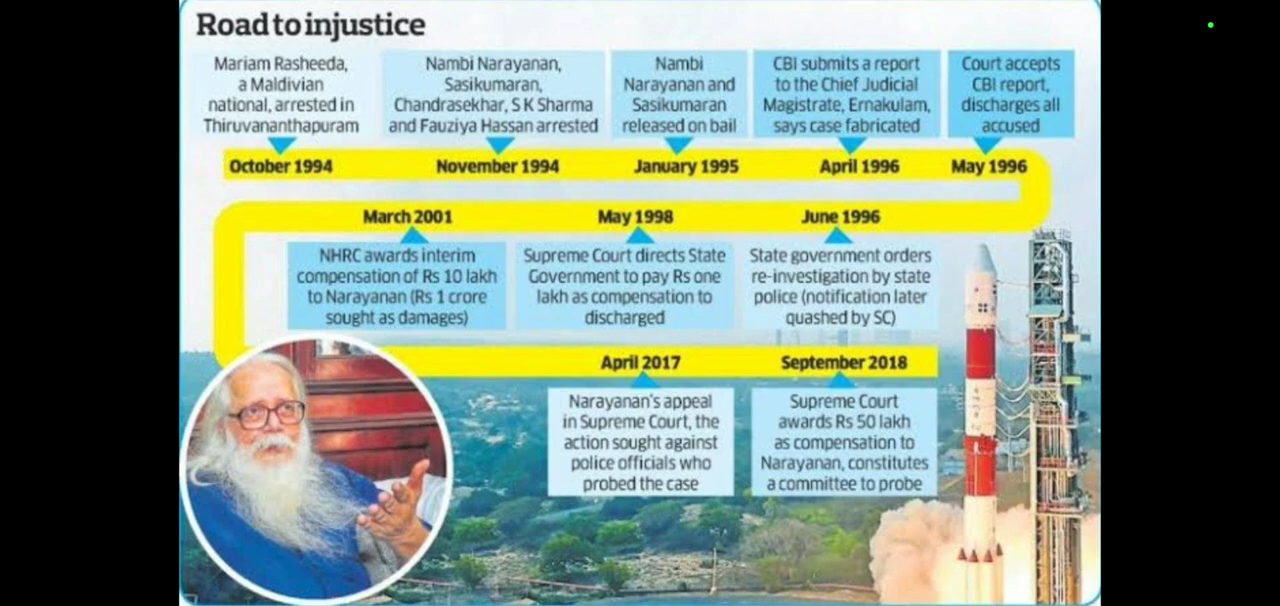 Road to injustice
Mariam Rasheeda,
a Maldivian
national, arrested in
Thiruvananthapuram
October 1994
Nambi Narayanan,
Sasikumaran,
Chandrasekhar, S K Sharma
and Fauziya Hassan arrested
November 1994
Nambi
Narayanan and
Sasikumaran
released on bail
January 1995
CBI submits a report
to the Chief Judicial
Magistrate, Ernakulam,
says case fabricated
April 1996
Court accepts
CBI report,
discharges all
accused
May 1996
June 1996
State government orders
re-investigation by state
police (notification later
quashed by SC)
May 1998
Supreme Court directs State
Government to pay Rs one
lakh as compensation to
discharged
March 2001
NHRC awards interim
compensation of Rs 10 lakh
to Narayanan (Rs 1 crore
sought as damages)
April 2017
Narayanan's appeal
in Supreme Court, the
action sought against
police officials who
probed the case
September 2018
Supreme Court
awards Rs 50 lakh
as compensation to
Narayanan, constitutes
a committee to probe